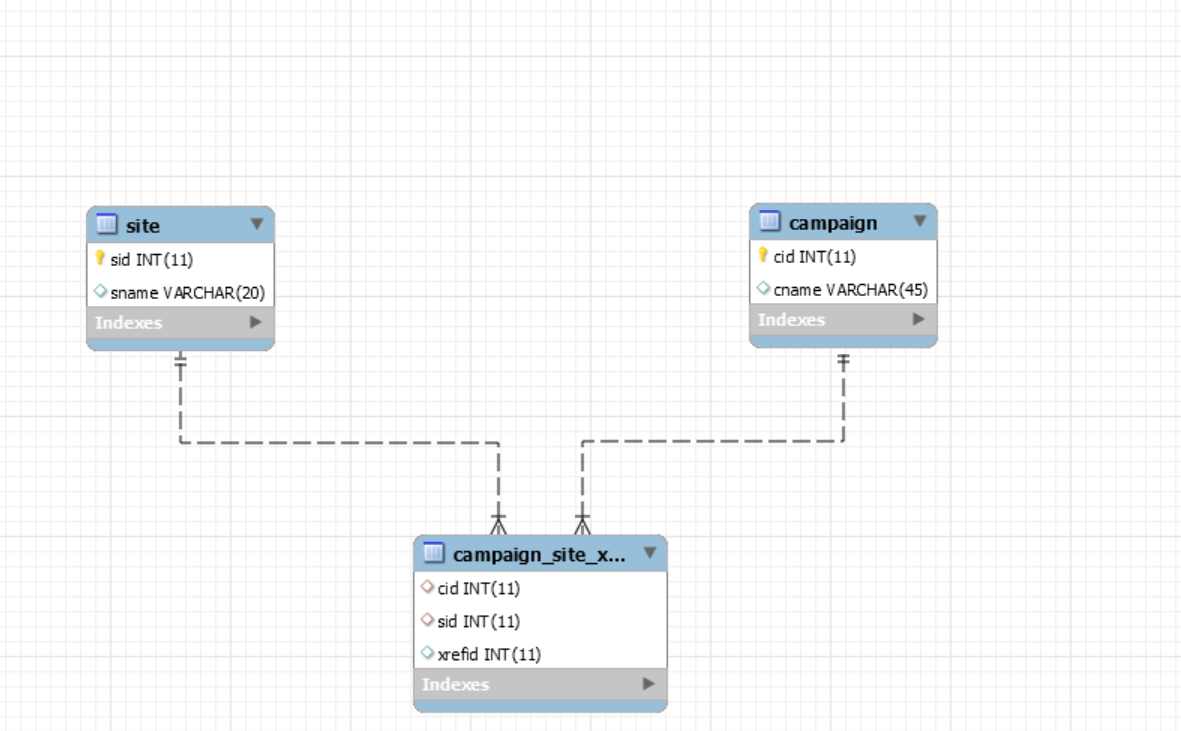 site
sid INT(11)
sname VARCHAR(20)
Indexes
campaign
cid INT(11)
cname VARCHAR(45)
Indexes
campaign_site_x...
cid INT(11)
sid INT(11)
xrefid INT(11)
Indexes